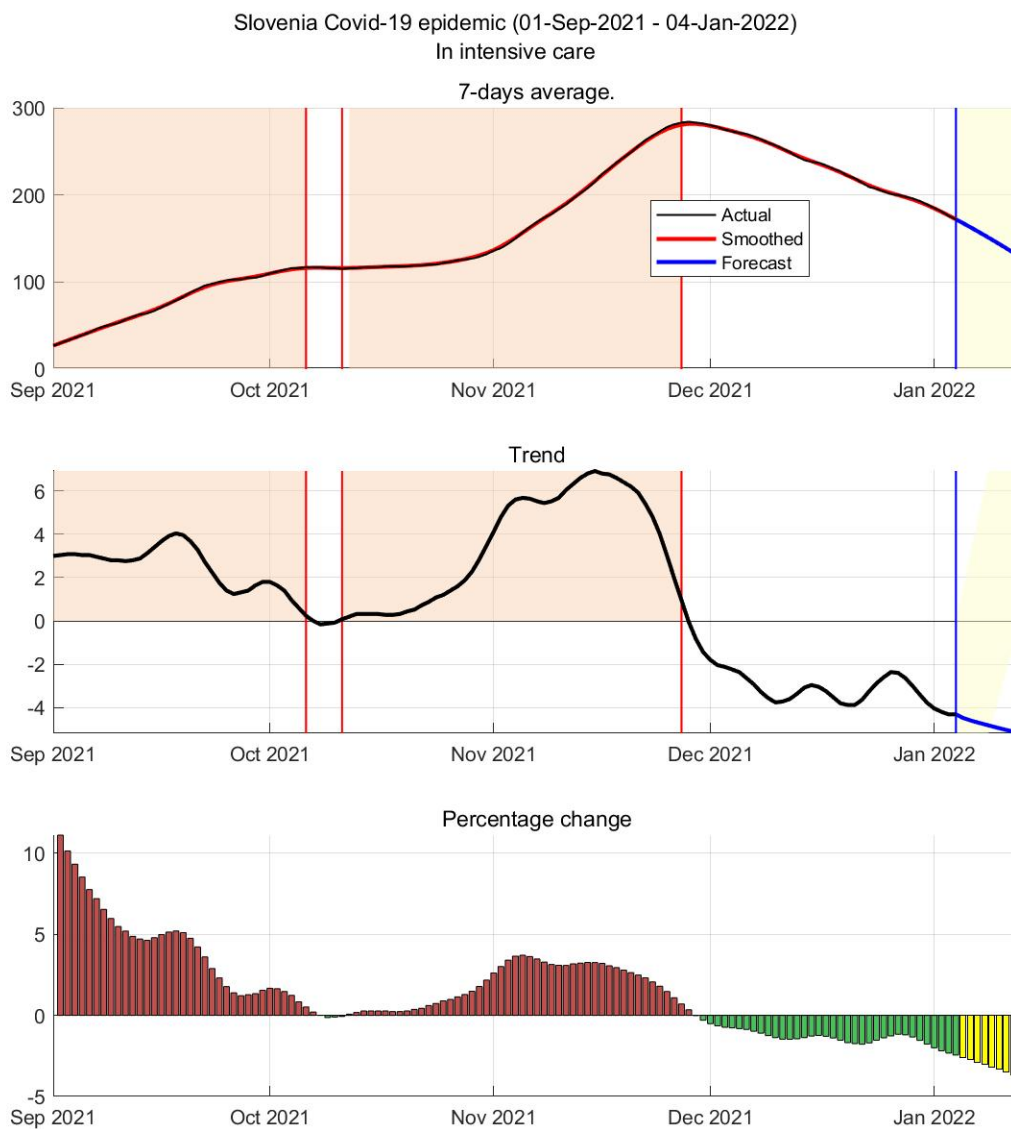 Slovenia Covid-19 epidemic (01-Sep-2021 - 04-Jan-2022)
In intensive care
7-days average.
300
200
100
0
Actual
Smoothed
Forecast
Sep 2021 Oct 2021 Nov 2021 Dec 2021 Jan 2022
Trend
6
4
2
0
-2
-4
Sep 2021 Oct 2021 Nov 2021 Dec 2021 Jan 2022
Percentage change
10
5
0
-5
Sep 2021 Oct 2021 Nov 2021 Dec 2021 Jan 2022